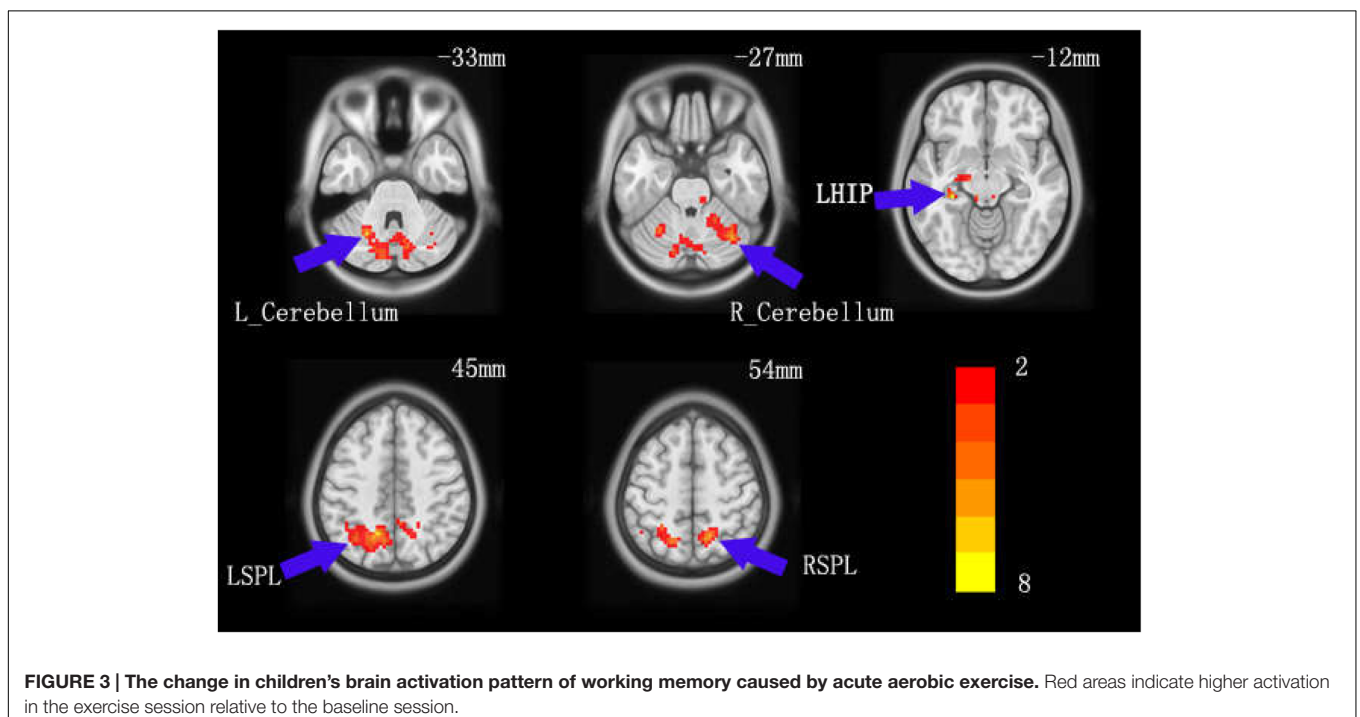 -33mm
-27mm
-12mm
LHIP
L_Cerebellum
R_Cerebellum
45mm
54mm
2
LSPL
RSPL
8
FIGURE 3 | The change in children's brain activation pattern of working memory caused by acute aerobic exercise. Red areas indicate higher activation
in the exercise session relative to the baseline session.